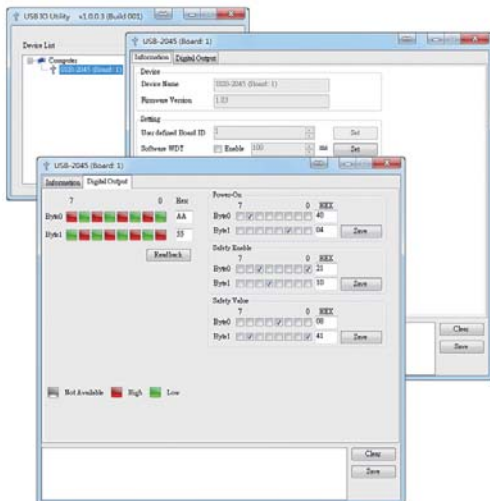 USB IO Utility v1.0.0.3 (Build 001)
Device List
Computer
USB-2045 (Board: 1)
USB-2045 (Board: 1)
Information Digital Output
Device
Device Name USB-2045 (Board: 1)
Firmware Version 1.03
Setting
User defined Board ID 1 Set
Software WDT Enable 100 ms Set
Clear
Save
USB-2045 (Board: 1)
Information Digital Output
7 0 Hex
Byte0 AA
Byte1 55
Readback
Power-On
7 0 HEX
Byte0 40
Byte1 04 Save
Safety Enable
7 0 HEX
Byte0 21
Byte1 10 Save
Safety Value
7 0 HEX
Byte0 08
Byte1 41 Save
Not Available High Low
Clear
Save